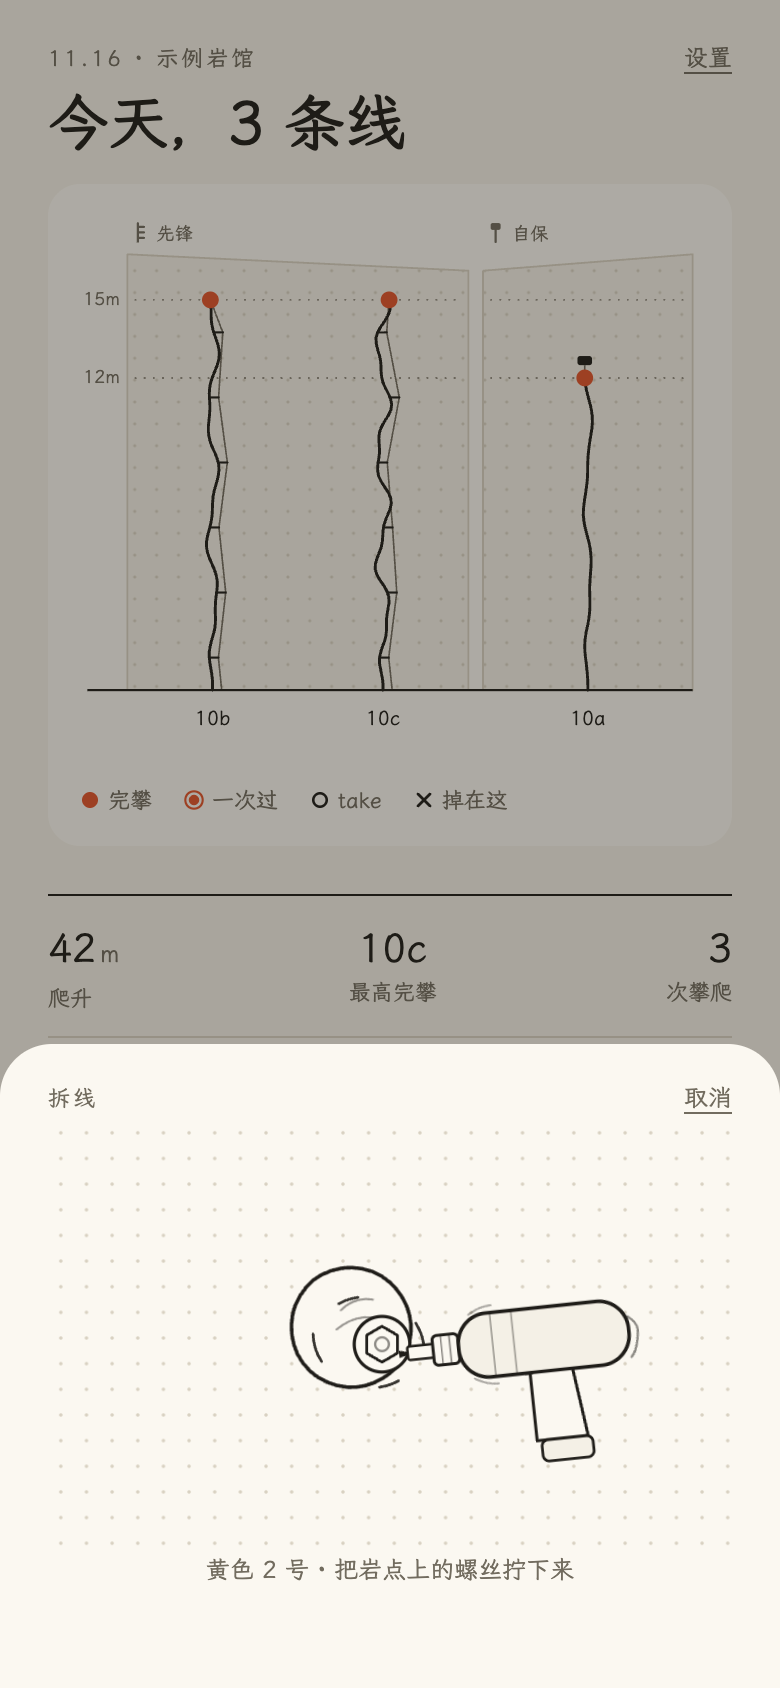 11.16 · 示例岩馆
设置
今天，3 条线
先锋
自保
15m
12m
10b
10c
10a
完攀
一次过
take
掉在这
42 m
爬升
10c
最高完攀
3
次攀爬
拆线
取消
黄色 2 号 · 把岩点上的螺丝拧下来